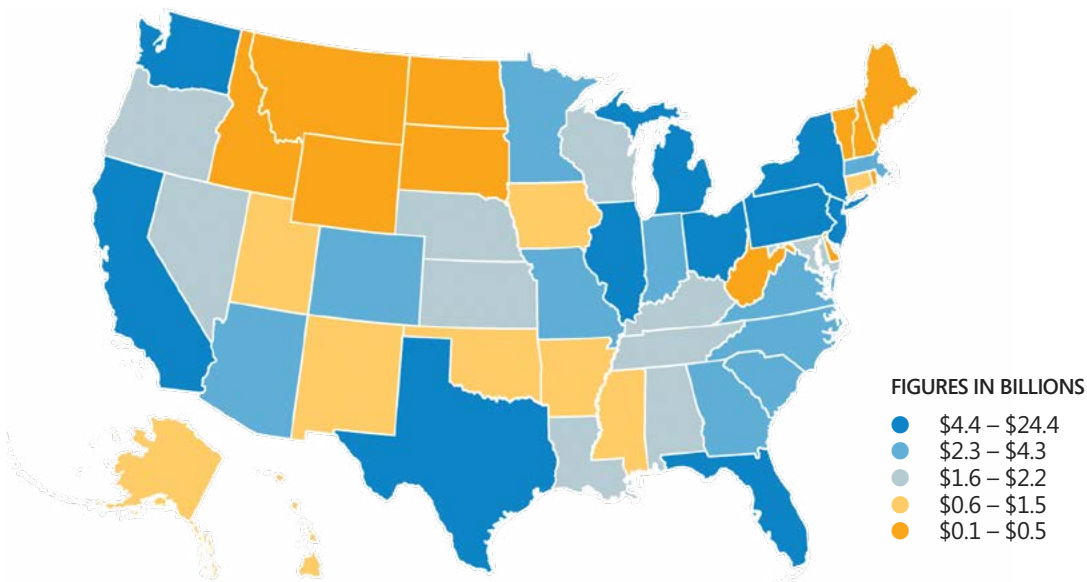 FIGURES IN BILLIONS
$4.4 – $24.4
$2.3 – $4.3
$1.6 – $2.2
$0.6 – $1.5
$0.1 – $0.5